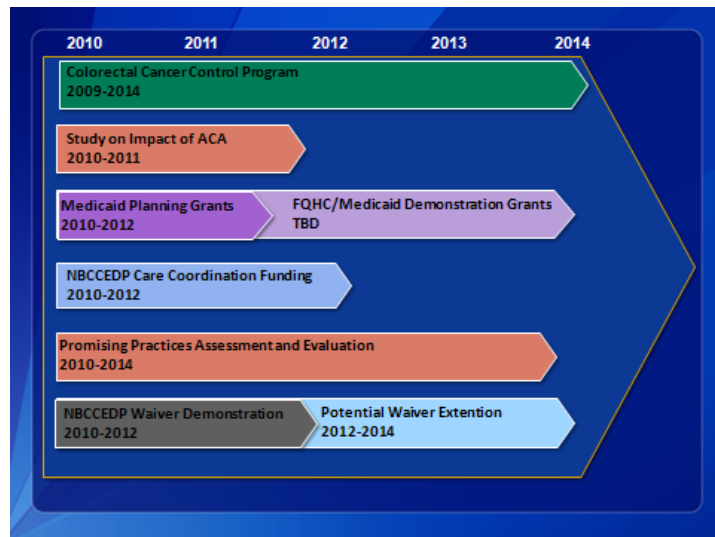 2010 2011 2012 2013 2014
Colorectal Cancer Control Program
2009-2014
Study on Impact of ACA
2010-2011
Medicaid Planning Grants
2010-2012
FQHC/Medicaid Demonstration Grants
TBD
NBCCEDP Care Coordination Funding
2010-2012
Promising Practices Assessment and Evaluation
2010-2014
NBCCEDP Waiver Demonstration
2010-2012
Potential Waiver Extention
2012-2014